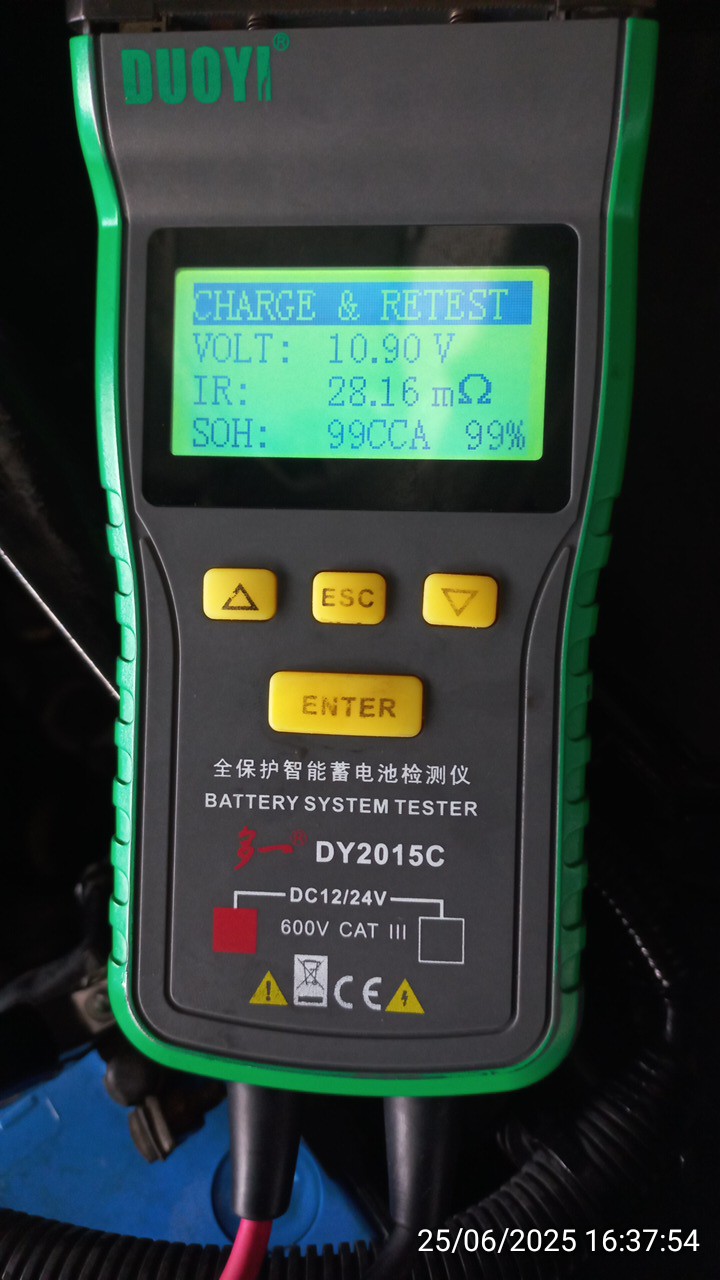 DUOYI®
CHARGE & RETEST
VOLT: 10.90 V
IR: 28.16 mΩ
SOH: 99CCA 99%
ESC
ENTER
全保护智能蓄电池检测仪
BATTERY SYSTEM TESTER
多一® DY2015C
DC12/24V
600V CAT III
CE
25/06/2025 16:37:54